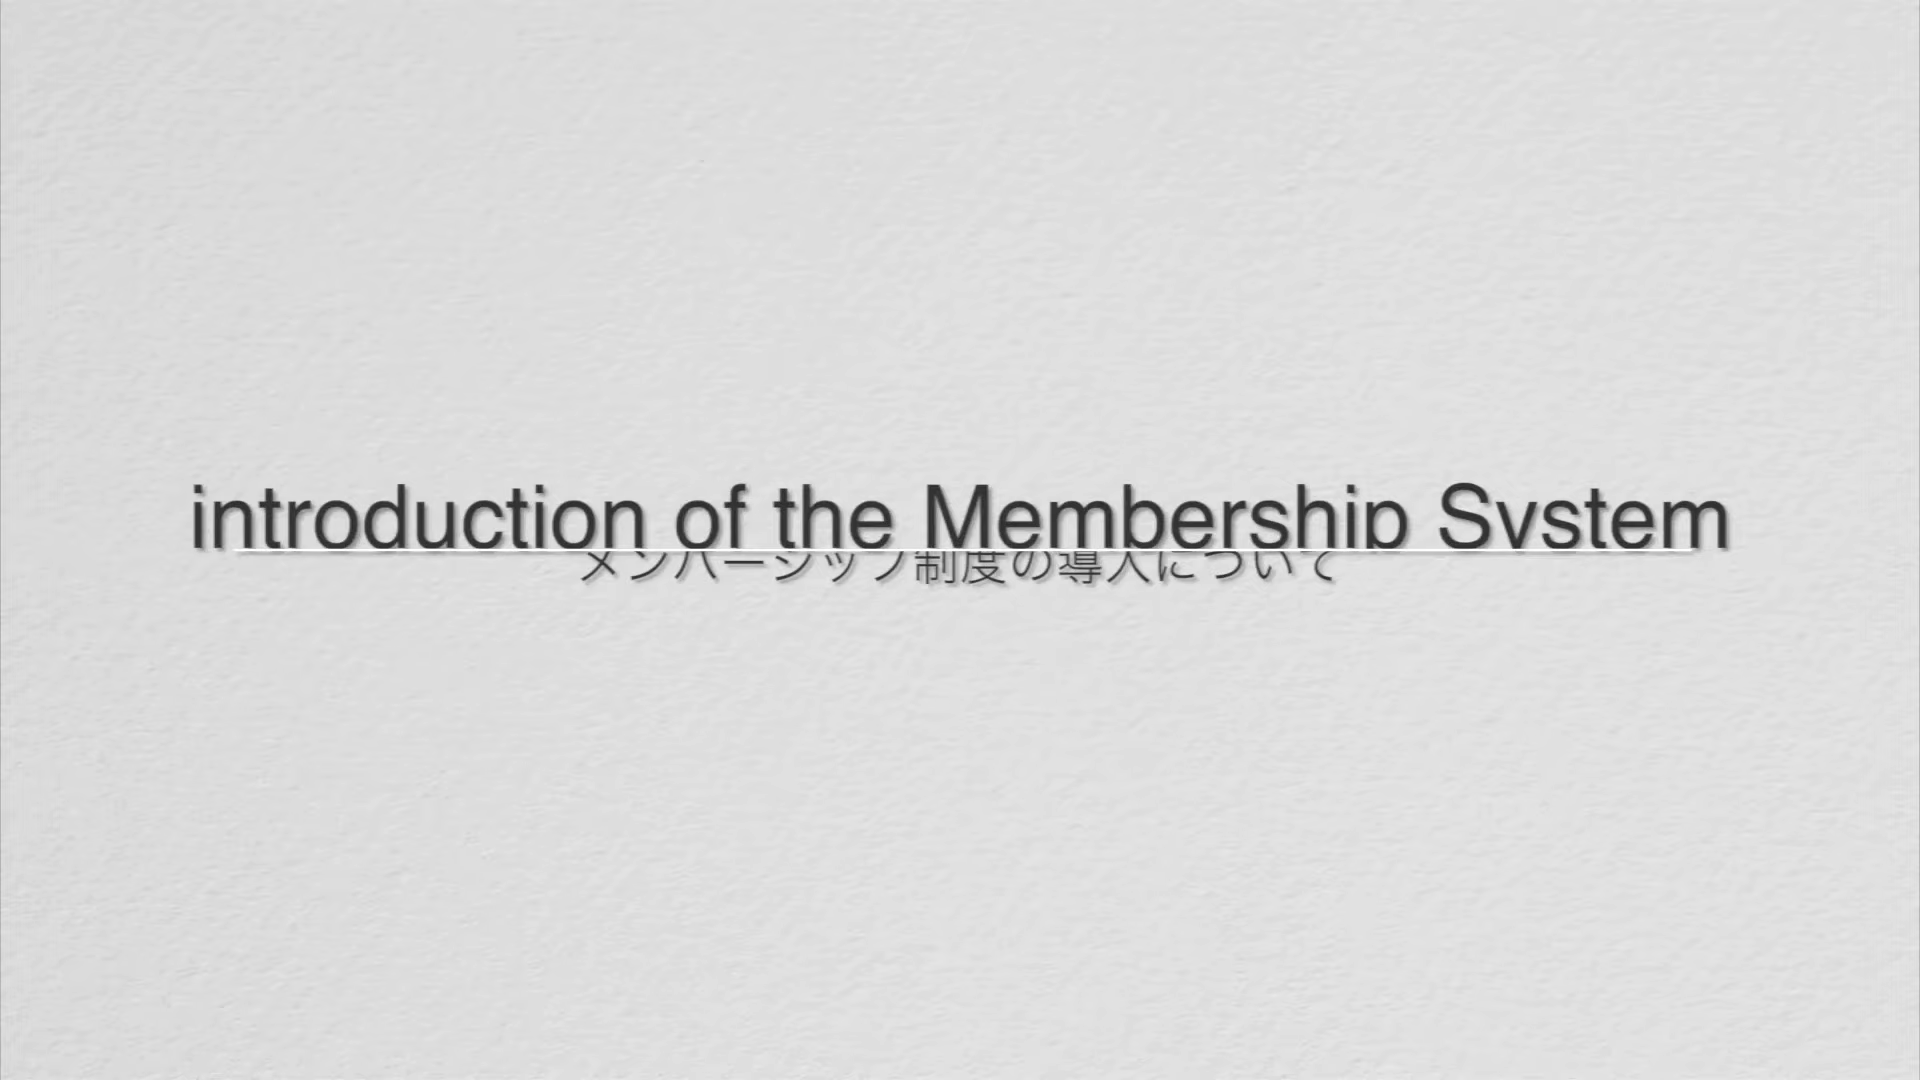 introduction of the Membership System
メンバーシップ制度の導入について